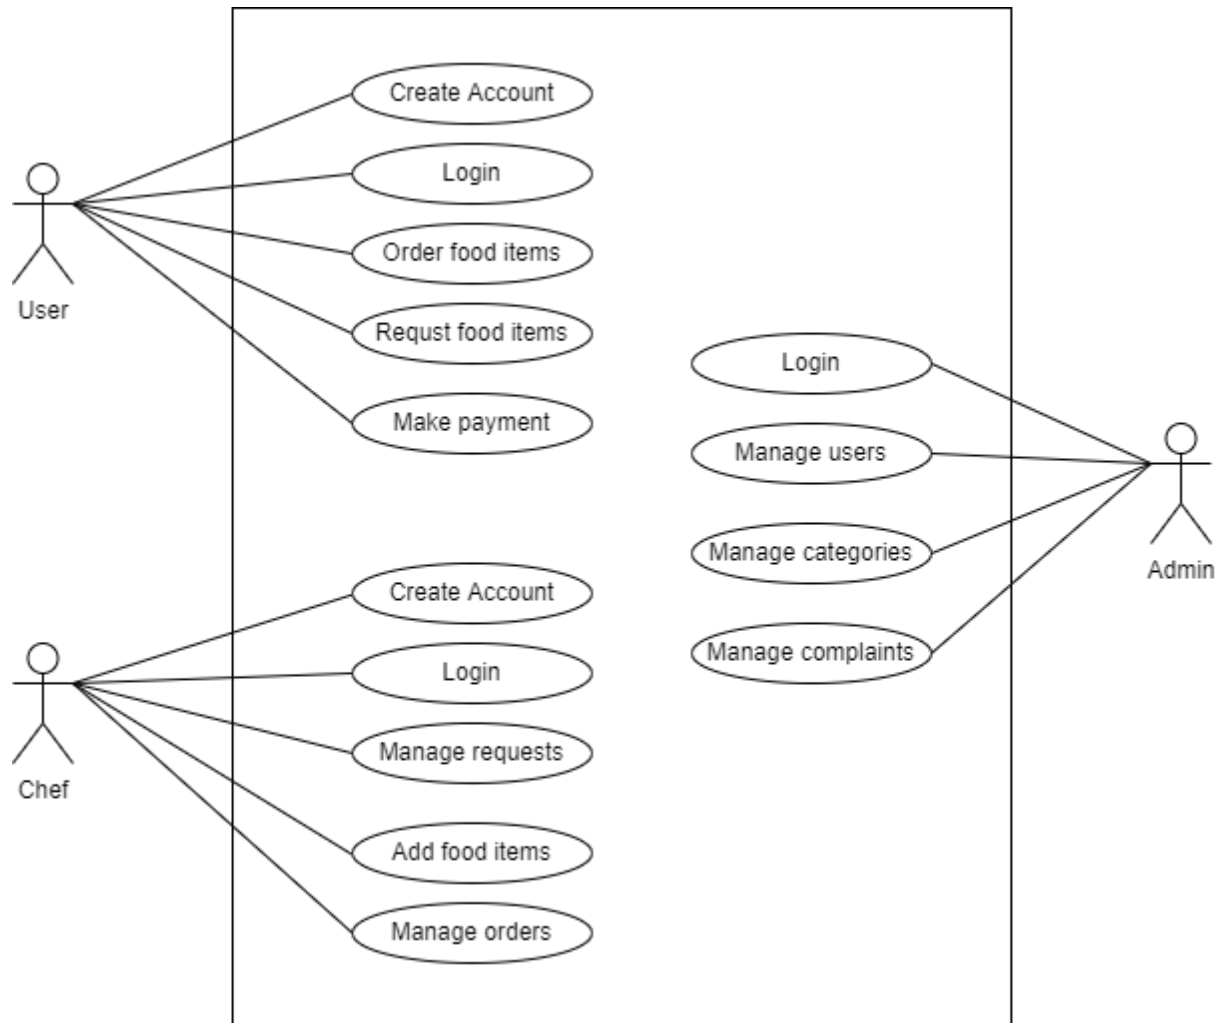 Create Account
Login
Order food items
Requst food items
Make payment
User
Login
Manage users
Manage categories
Manage complaints
Admin
Create Account
Login
Manage requests
Add food items
Manage orders
Chef